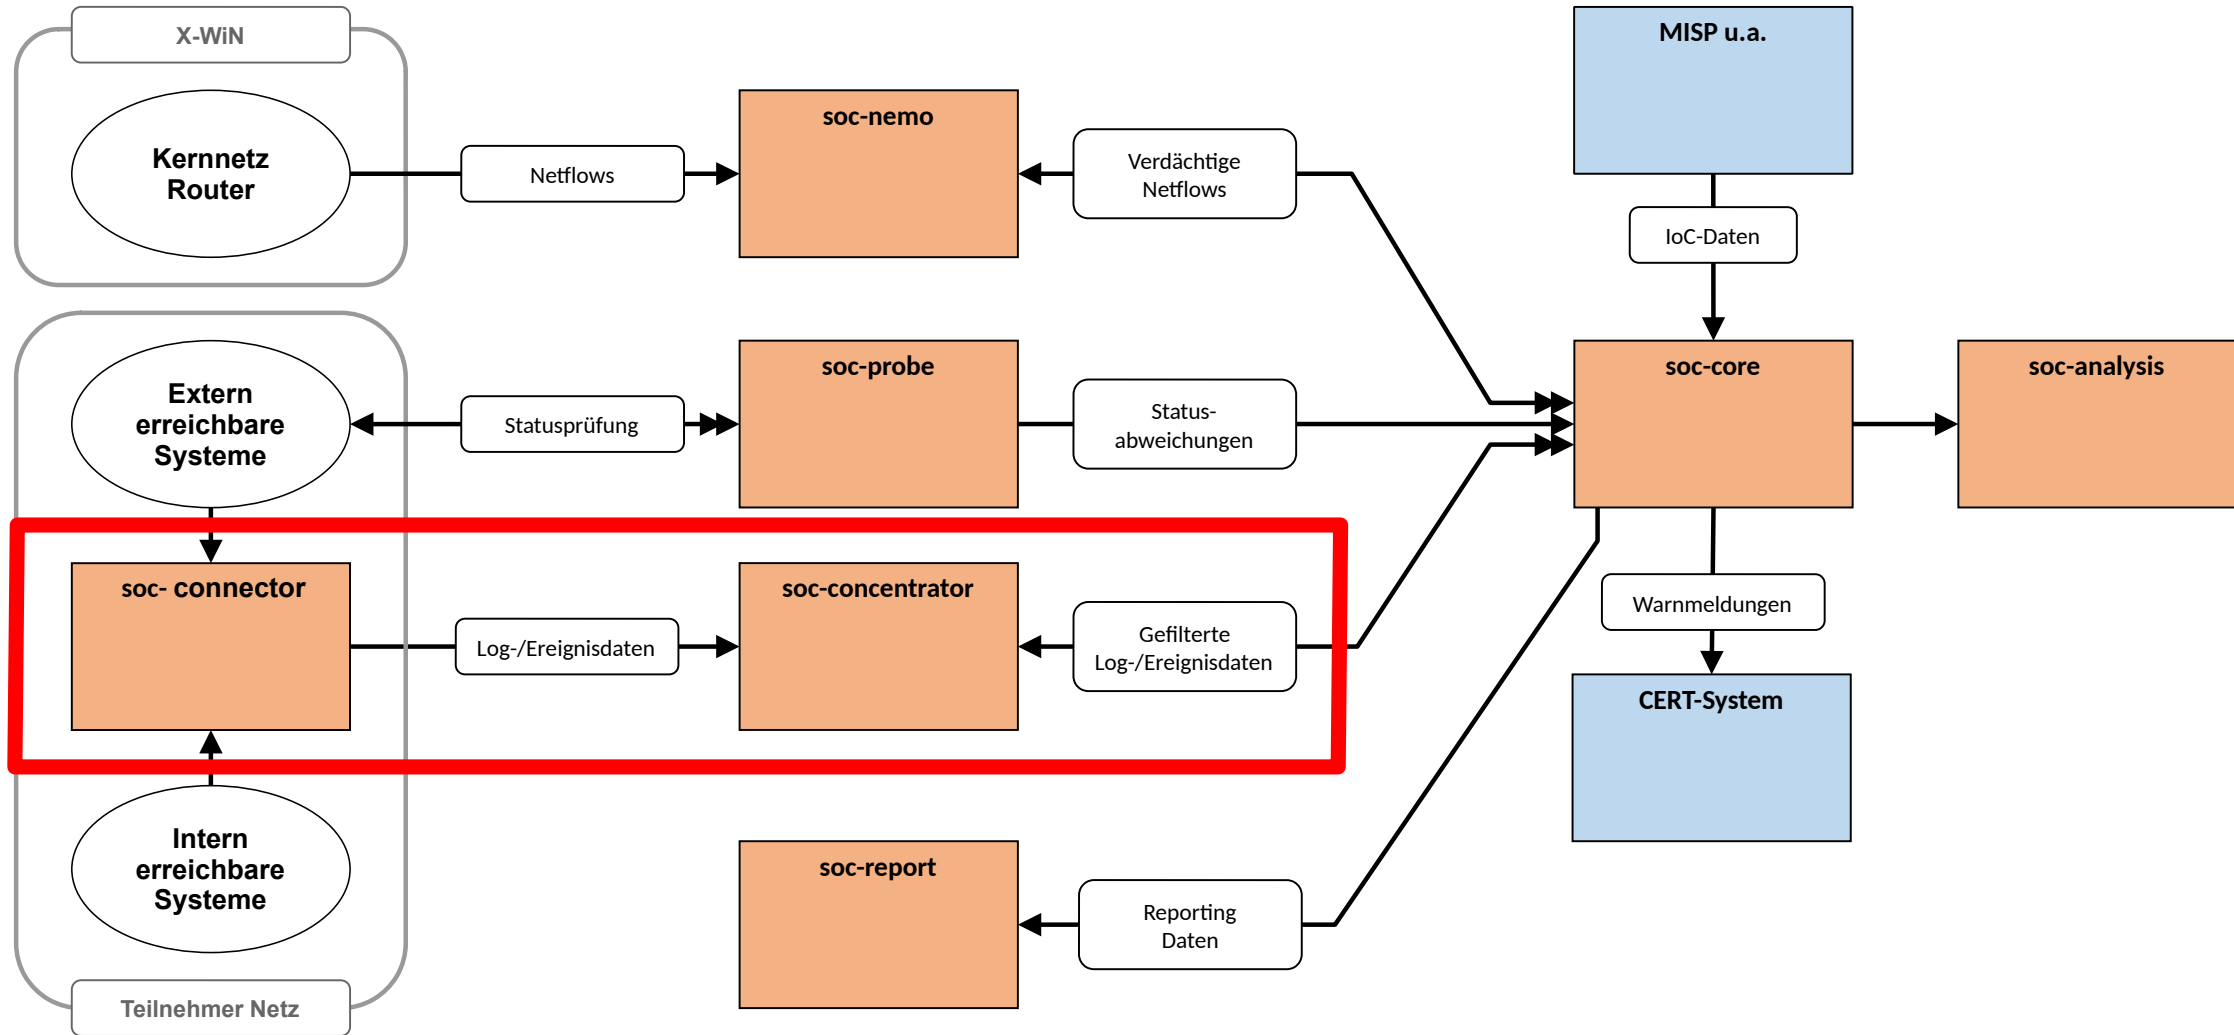 X-WiN
MISP u.a.
soc-nemo
Kernnetz
Router
Netflows
Verdächtige
Netflows
IoC-Daten
Extern
erreichbare
Systeme
Statusprüfung
soc-probe
Status-
abweichungen
soc-core
soc-analysis
soc- connector
Log-/Ereignisdaten
soc-concentrator
Gefilterte
Log-/Ereignisdaten
Warnmeldungen
CERT-System
Intern
erreichbare
Systeme
soc-report
Reporting
Daten
Teilnehmer Netz